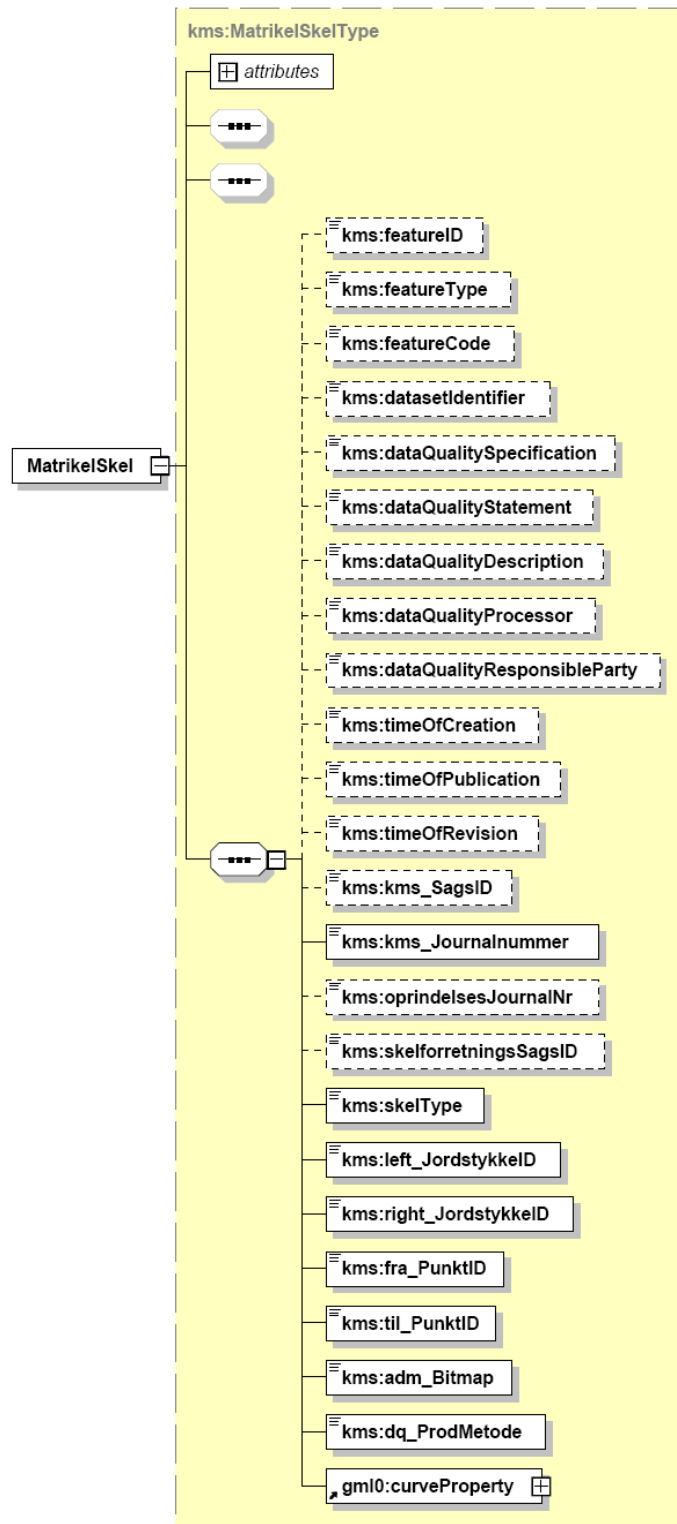 kms:MatrikelSkelType
attributes
kms:featureID
kms:featureType
kms:featureCode
kms:datasetIdentifier
kms:dataQualitySpecification
MatrikelSkel
kms:dataQualityStatement
kms:dataQualityDescription
kms:dataQualityProcessor
kms:dataQualityResponsibleParty
kms:timeOfCreation
kms:timeOfPublication
kms:timeOfRevision
kms:kms_SagsID
kms:kms_Journalnummer
kms:oprindelsesJournalNr
kms:skelforretningsSagsID
kms:skelType
kms:left_JordstykkeID
kms:right_JordstykkeID
kms:fra_PunktID
kms:til_PunktID
kms:adm_Bitmap
kms:dq_ProdMetode
gml0:curveProperty